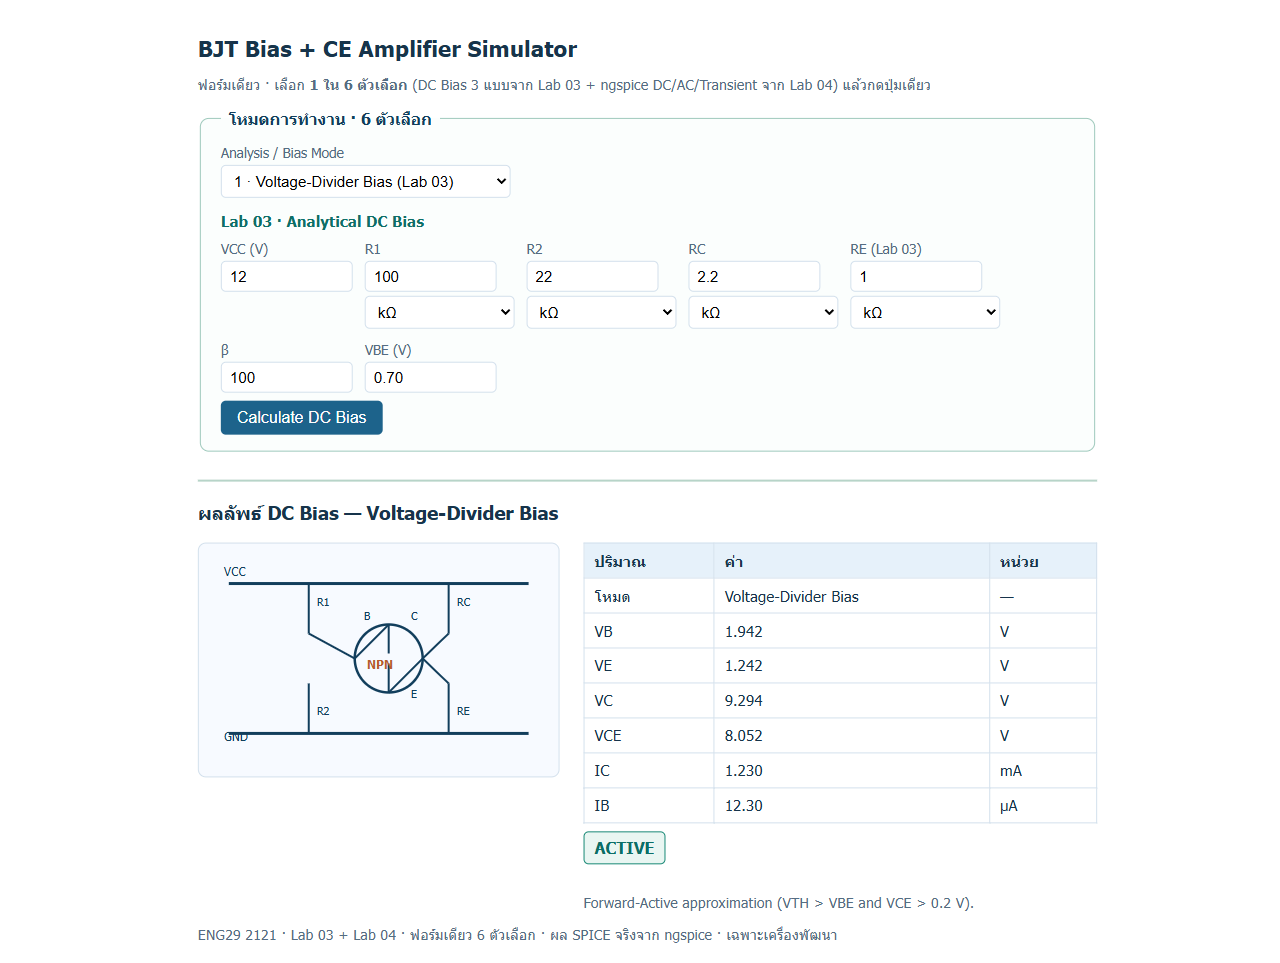 BJT Bias + CE Amplifier Simulator
ฟอร์มเดียว · เลือก 1 ใน 6 ตัวเลือก (DC Bias 3 แบบจาก Lab 03 + ngspice DC/AC/Transient จาก Lab 04) แล้วกดปุ่มเดียว
โหมดการทำงาน · 6 ตัวเลือก
Analysis / Bias Mode
1 · Voltage-Divider Bias (Lab 03)
Lab 03 · Analytical DC Bias
VCC (V) R1 R2 RC RE (Lab 03)
12 100 22 2.2 1
kΩ kΩ kΩ kΩ
β VBE (V)
100 0.70
Calculate DC Bias
ผลลัพธ์ DC Bias — Voltage-Divider Bias
VCC
R1 RC
B C
NPN
E
R2 RE
GND
ปริมาณ ค่า หน่วย
โหมด Voltage-Divider Bias —
VB 1.942 V
VE 1.242 V
VC 9.294 V
VCE 8.052 V
IC 1.230 mA
IB 12.30 µA
ACTIVE
Forward-Active approximation (VTH > VBE and VCE > 0.2 V).
ENG29 2121 · Lab 03 + Lab 04 · ฟอร์มเดียว 6 ตัวเลือก · ผล SPICE จริงจาก ngspice · เฉพาะเครื่องพัฒนา